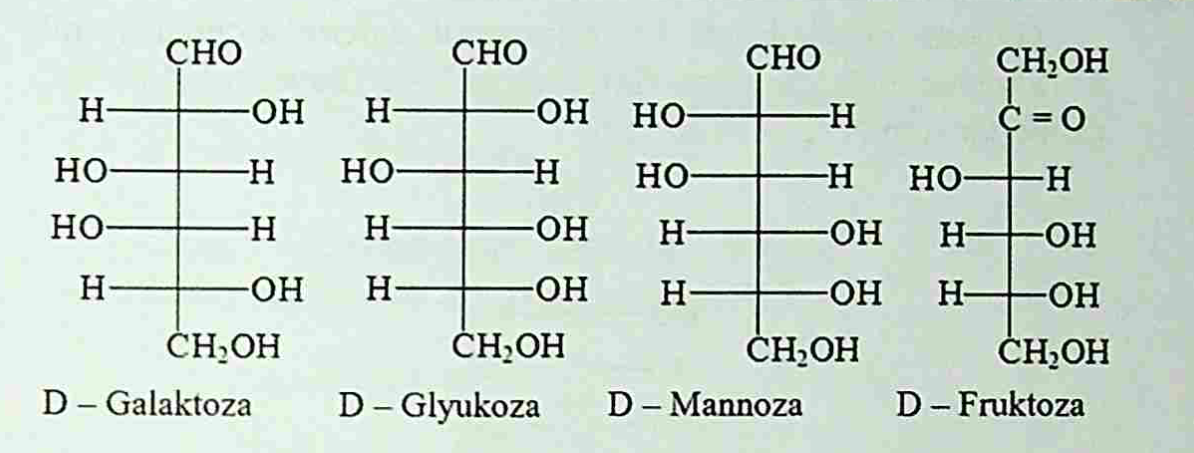 CHO CHO CHO CH₂OH
H OH H OH HO H C = O
HO H HO H HO H HO H
HO H H OH H OH H OH
H OH H OH H OH H OH
CH₂OH CH₂OH CH₂OH CH₂OH
D – Galaktoza D – Glyukoza D – Mannoza D – Fruktoza